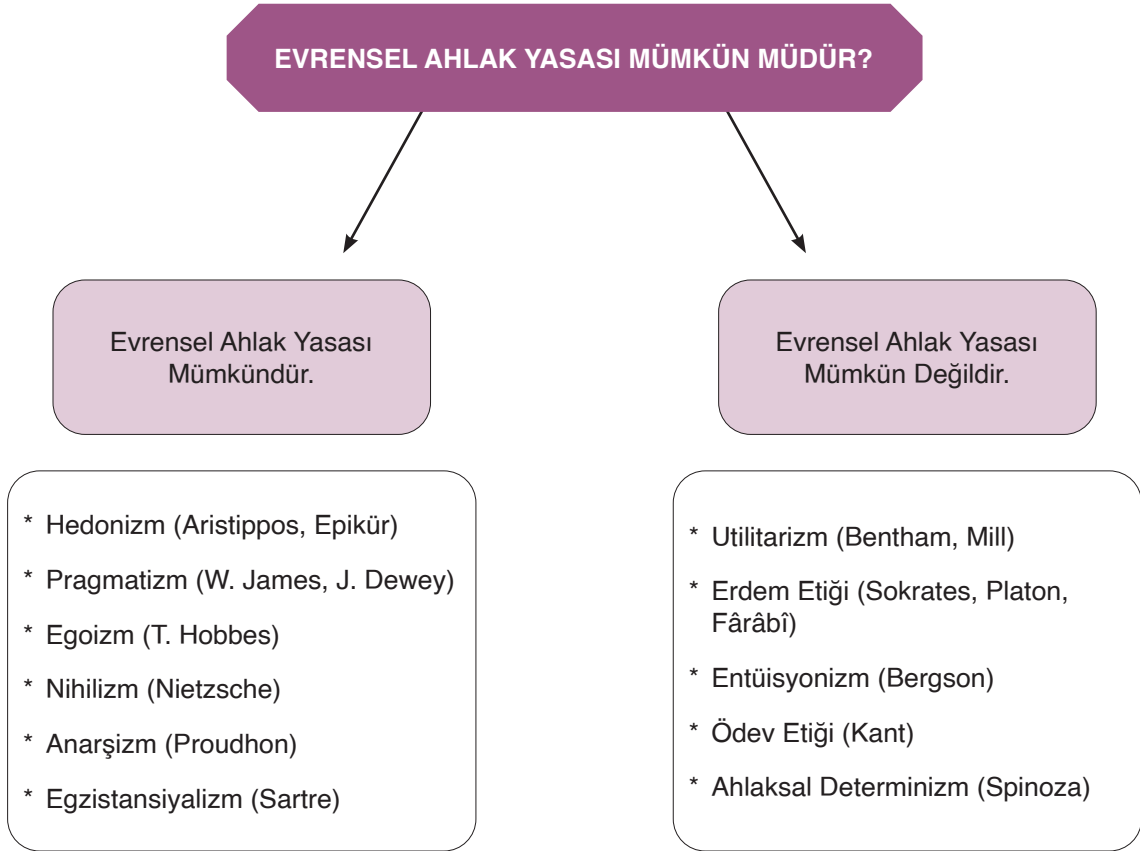 EVRENSEL AHLAK YASASI MÜMKÜN MÜDÜR?
Evrensel Ahlak Yasası
Mümkündür.
Evrensel Ahlak Yasası
Mümkün Değildir.
* Hedonizm (Aristippos, Epikür)
* Pragmatizm (W. James, J. Dewey)
* Egoizm (T. Hobbes)
* Nihilizm (Nietzsche)
* Anarşizm (Proudhon)
* Egzistansiyalizm (Sartre)
* Utilitarizm (Bentham, Mill)
* Erdem Etiği (Sokrates, Platon,
Fârâbî)
* Entüisyonizm (Bergson)
* Ödev Etiği (Kant)
* Ahlaksal Determinizm (Spinoza)